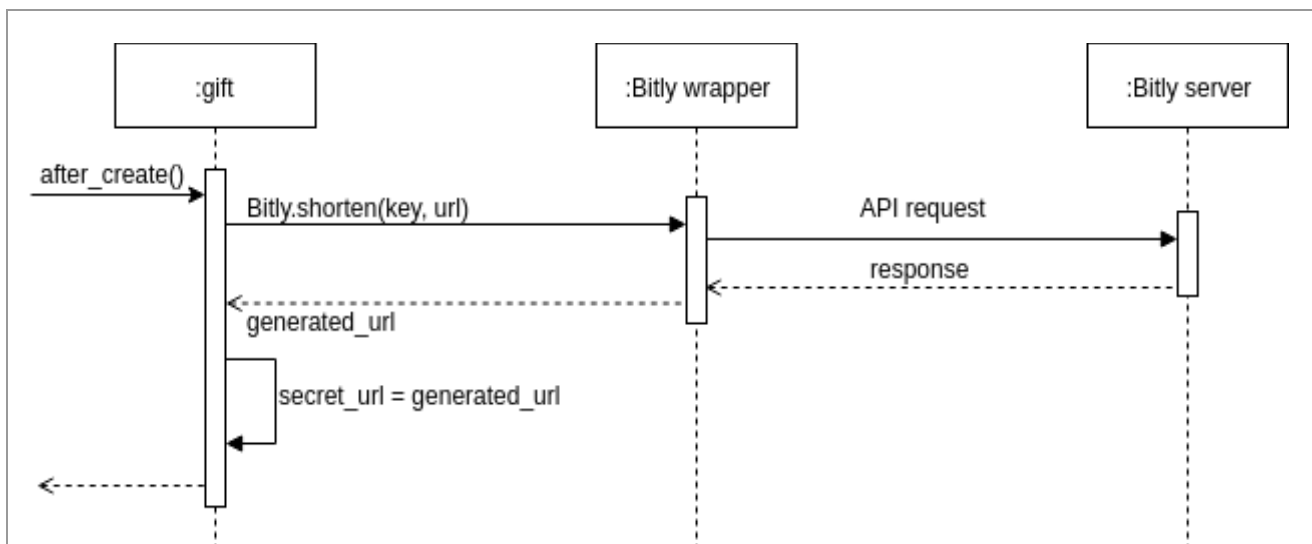 :gift
:Bitly wrapper
:Bitly server
after_create()
Bitly.shorten(key, url)
API request
response
generated_url
secret_url = generated_url